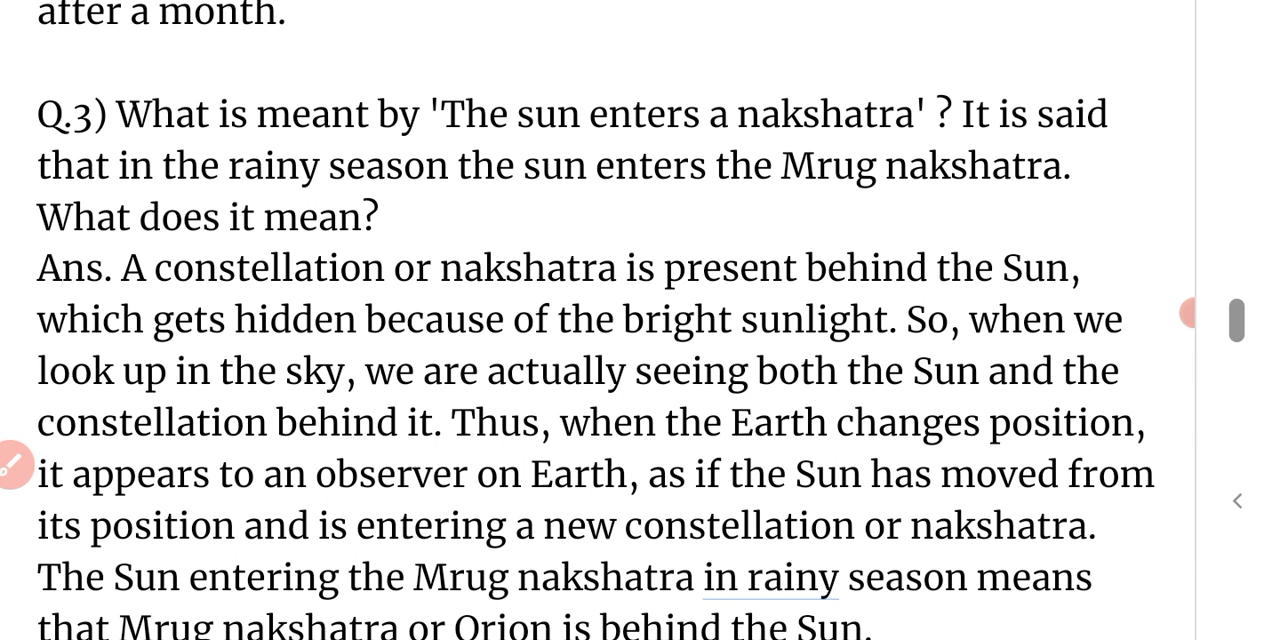 after a month.
Q.3) What is meant by 'The sun enters a nakshatra' ? It is said
that in the rainy season the sun enters the Mrug nakshatra.
What does it mean?
Ans. A constellation or nakshatra is present behind the Sun,
which gets hidden because of the bright sunlight. So, when we
look up in the sky, we are actually seeing both the Sun and the
constellation behind it. Thus, when the Earth changes position,
it appears to an observer on Earth, as if the Sun has moved from
its position and is entering a new constellation or nakshatra.
The Sun entering the Mrug nakshatra in rainy season means
that Mrug nakshatra or Orion is behind the Sun.